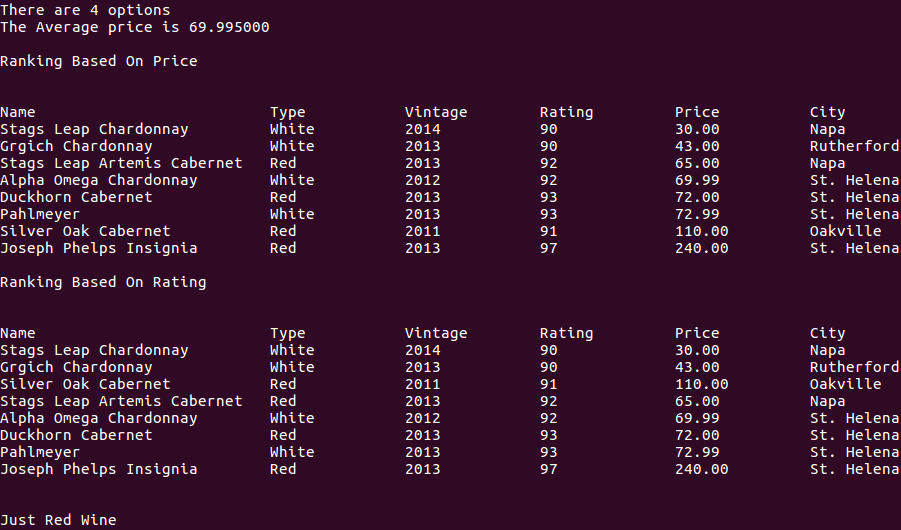 There are 4 options
The Average price is 69.995000
Ranking Based On Price
Name Type Vintage Rating Price City
Stags Leap Chardonnay White 2014 90 30.00 Napa
Grgich Chardonnay White 2013 90 43.00 Rutherford
Stags Leap Artemis Cabernet Red 2013 92 65.00 Napa
Alpha Omega Chardonnay White 2012 92 69.99 St. Helena
Duckhorn Cabernet Red 2013 93 72.00 St. Helena
Pahlmeyer White 2013 93 72.99 St. Helena
Silver Oak Cabernet Red 2011 91 110.00 Oakville
Joseph Phelps Insignia Red 2013 97 240.00 St. Helena
Ranking Based On Rating
Name Type Vintage Rating Price City
Stags Leap Chardonnay White 2014 90 30.00 Napa
Grgich Chardonnay White 2013 90 43.00 Rutherford
Silver Oak Cabernet Red 2011 91 110.00 Oakville
Stags Leap Artemis Cabernet Red 2013 92 65.00 Napa
Alpha Omega Chardonnay White 2012 92 69.99 St. Helena
Duckhorn Cabernet Red 2013 93 72.00 St. Helena
Pahlmeyer White 2013 93 72.99 St. Helena
Joseph Phelps Insignia Red 2013 97 240.00 St. Helena
Just Red Wine